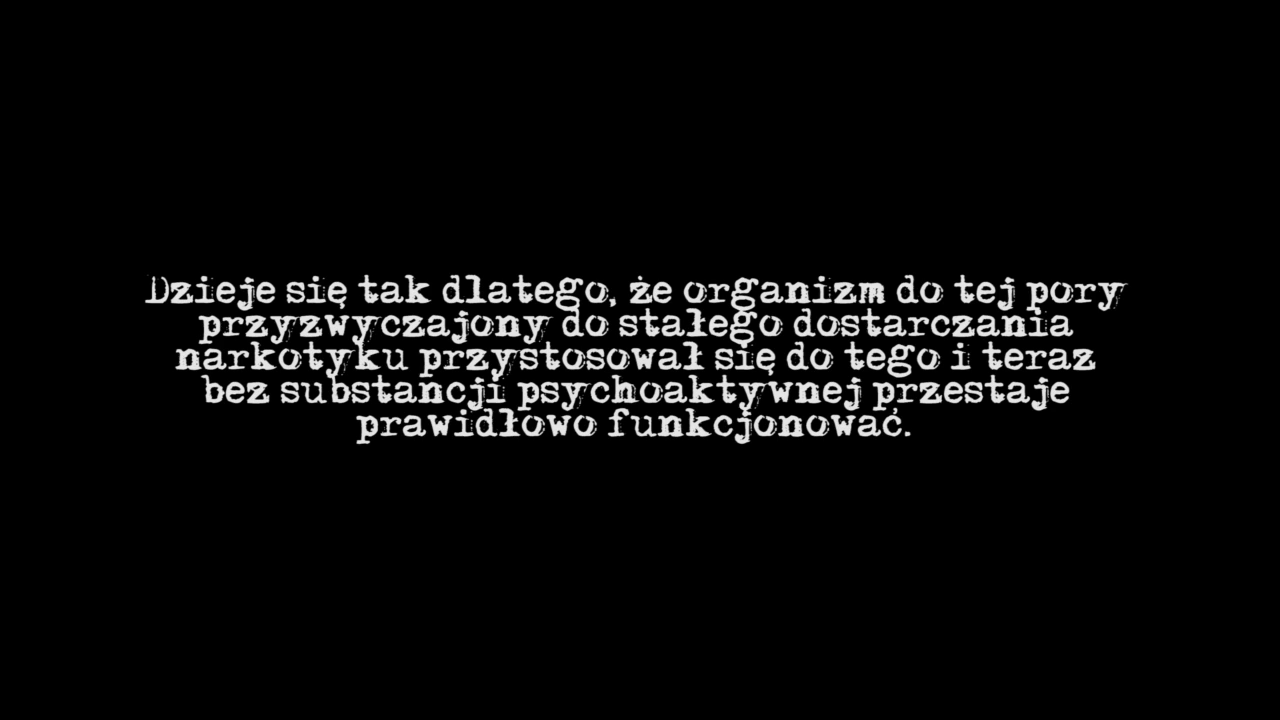 Dzieje się tak dlatego, że organizm do tej pory
przyzwyczajony do stałego dostarczania
narkotyku przystosował się do tego i teraz
bez substancji psychoaktywnej przestaje
prawidłowo funkcjonować.